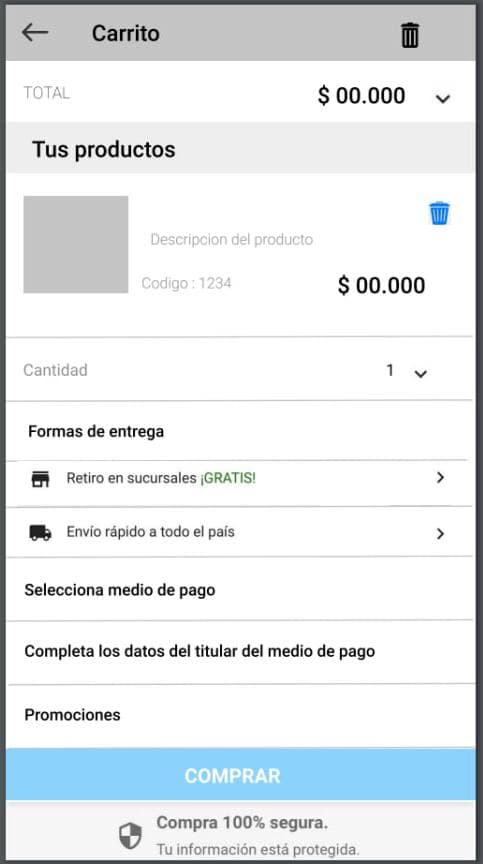 Carrito
TOTAL
$ 00.000
Tus productos
Descripcion del producto
Codigo : 1234
$ 00.000
Cantidad
1
Formas de entrega
Retiro en sucursales ¡GRATIS!
Envío rápido a todo el país
Selecciona medio de pago
Completa los datos del titular del medio de pago
Promociones
COMPRAR
Compra 100% segura.
Tu información está protegida.